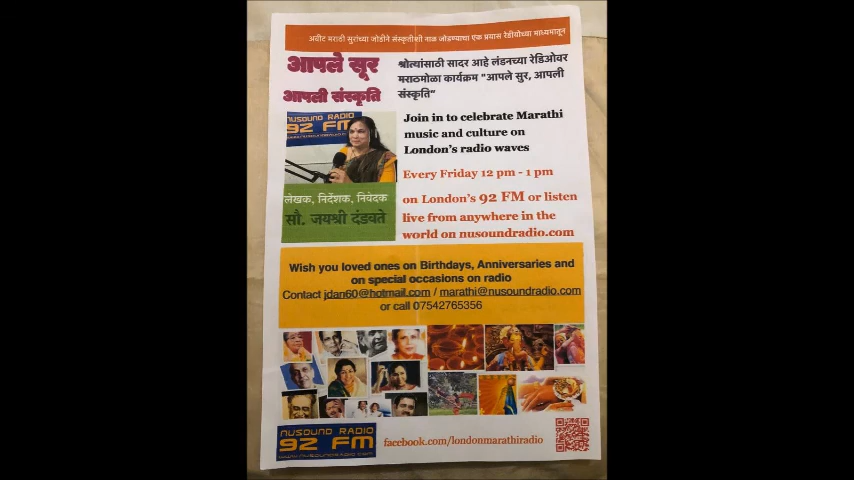 अवीट मराठी सुरांच्या जोडीने संस्कृतीशी नाळ जोडण्याचा एक प्रयास रेडीयोच्या माध्यमातून
आपले सूर
आपली संस्कृति
श्रोत्यांसाठी सादर आहे लंडनच्या रेडिओवर
मराठमोळा कार्यक्रम "आपले सुर, आपली
संस्कृति"
NUSOUND RADIO
92 FM
Join in to celebrate Marathi
music and culture on
London's radio waves
Every Friday 12 pm - 1 pm
on London's 92 FM or listen
live from anywhere in the
world on nusoundradio.com
लेखक, निर्देशक, निवेदक
सौ. जयश्री दंडवते
Wish you loved ones on Birthdays, Anniversaries and
on special occasions on radio
Contact jdan60@hotmail.com / marathi@nusoundradio.com
or call 07542765356
NUSOUND RADIO
92 FM
www.nusoundradio.com
facebook.com/londonmarathiradio